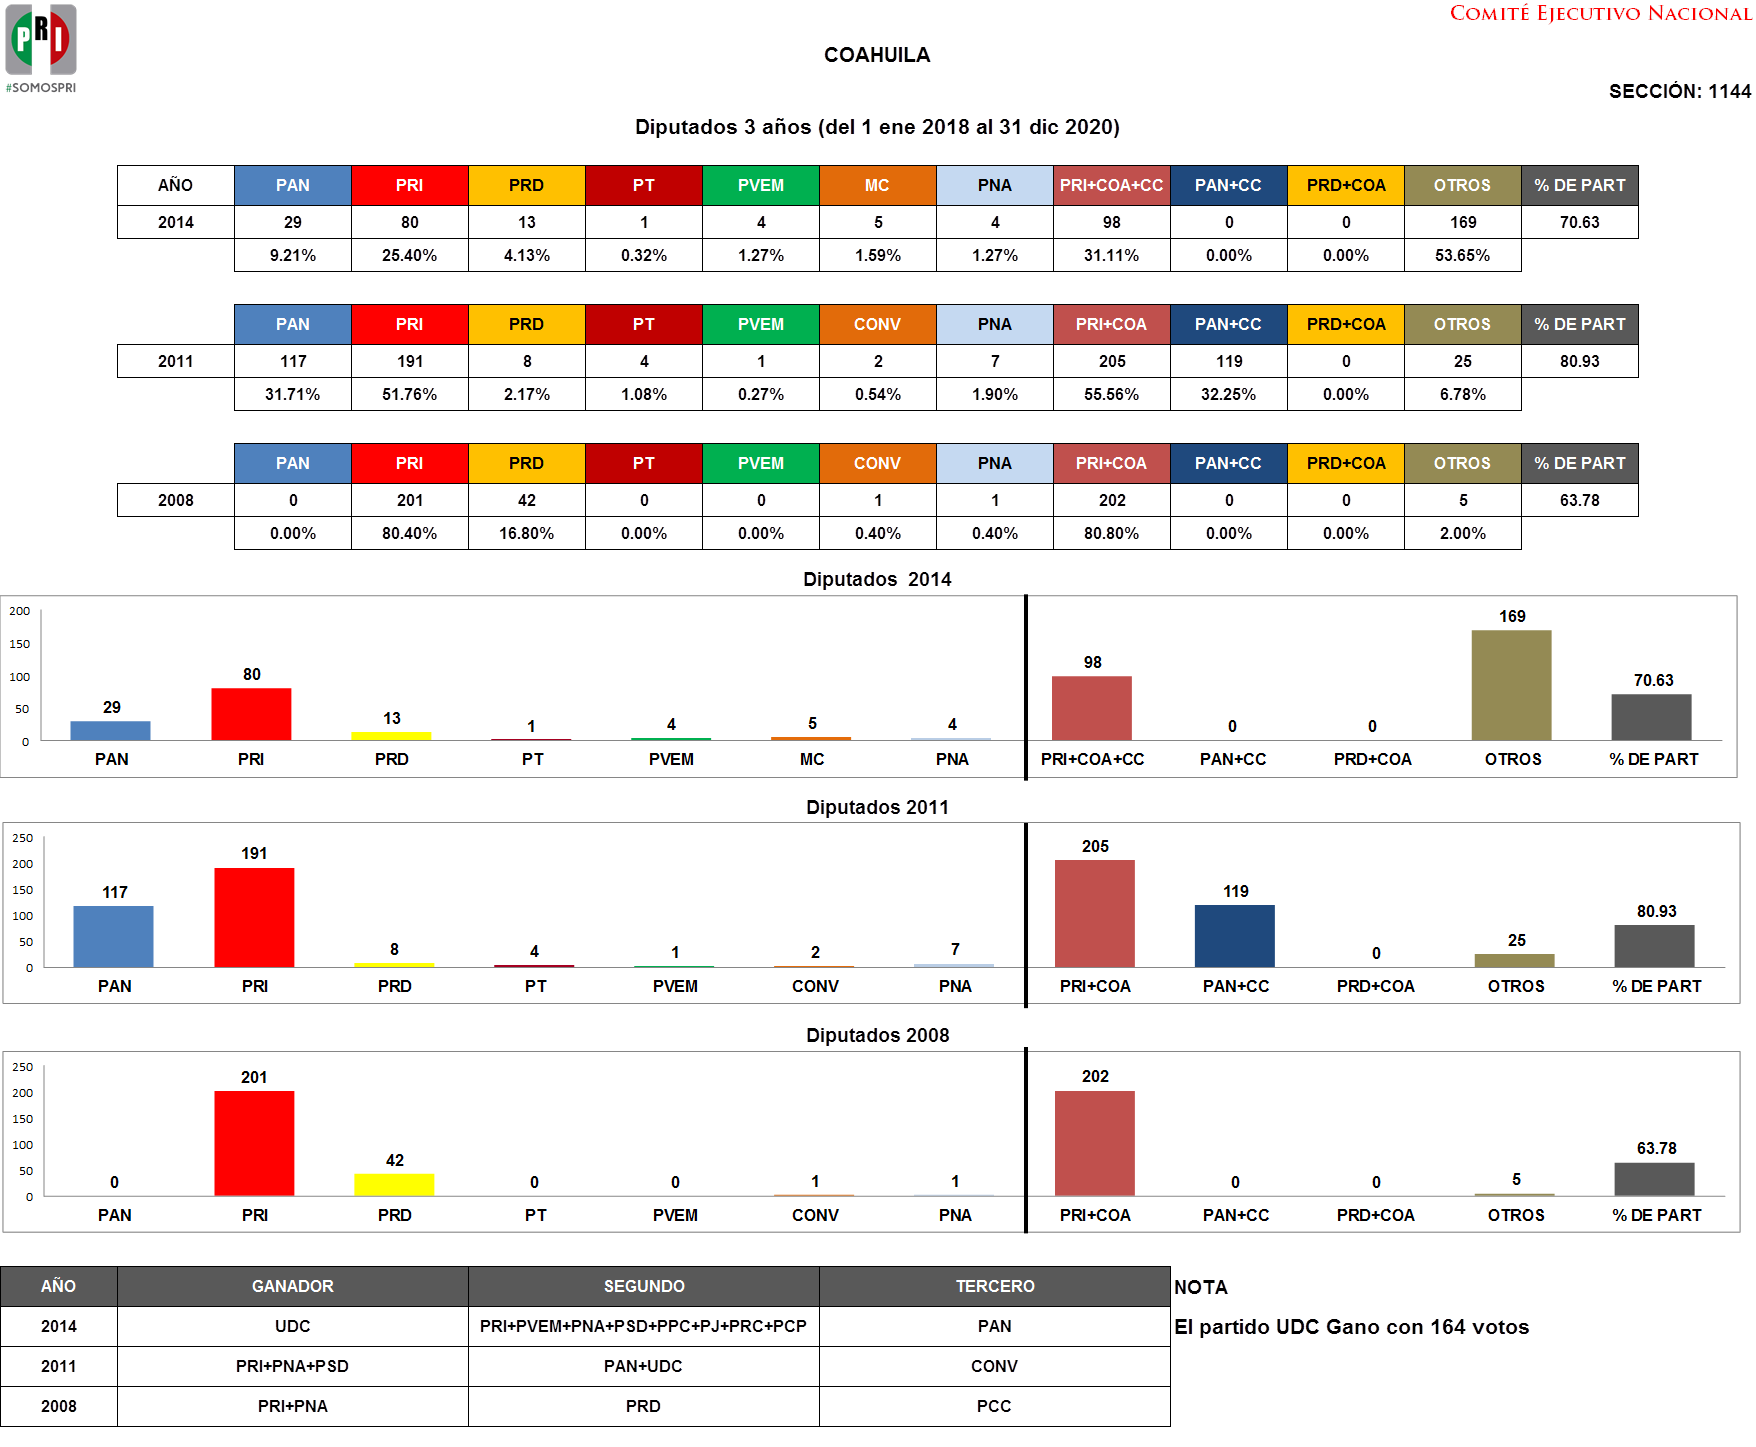 PRI
#SOMOSPRI
COMITÉ EJECUTIVO NACIONAL
COAHUILA
SECCIÓN: 1144
Diputados 3 años (del 1 ene 2018 al 31 dic 2020)
AÑO PAN PRI PRD PT PVEM MC PNA PRI+COA+CC PAN+CC PRD+COA OTROS % DE PART
2014 29 80 13 1 4 5 4 98 0 0 169 70.63
9.21% 25.40% 4.13% 0.32% 1.27% 1.59% 1.27% 31.11% 0.00% 0.00% 53.65%
PAN PRI PRD PT PVEM CONV PNA PRI+COA PAN+CC PRD+COA OTROS % DE PART
2011 117 191 8 4 1 2 7 205 119 0 25 80.93
31.71% 51.76% 2.17% 1.08% 0.27% 0.54% 1.90% 55.56% 32.25% 0.00% 6.78%
PAN PRI PRD PT PVEM CONV PNA PRI+COA PAN+CC PRD+COA OTROS % DE PART
2008 0 201 42 0 0 1 1 202 0 0 5 63.78
0.00% 80.40% 16.80% 0.00% 0.00% 0.40% 0.40% 80.80% 0.00% 0.00% 2.00%
Diputados 2014
200
150
100
50
0
29 80 13 1 4 5 4 98 0 0 169 70.63
PAN PRI PRD PT PVEM MC PNA PRI+COA+CC PAN+CC PRD+COA OTROS % DE PART
Diputados 2011
250
200
150
100
50
0
117 191 8 4 1 2 7 205 119 0 25 80.93
PAN PRI PRD PT PVEM CONV PNA PRI+COA PAN+CC PRD+COA OTROS % DE PART
Diputados 2008
250
200
150
100
50
0
0 201 42 0 0 1 1 202 0 0 5 63.78
PAN PRI PRD PT PVEM CONV PNA PRI+COA PAN+CC PRD+COA OTROS % DE PART
AÑO GANADOR SEGUNDO TERCERO NOTA
2014 UDC PRI+PVEM+PNA+PSD+PPC+PJ+PRC+PCP PAN El partido UDC Gano con 164 votos
2011 PRI+PNA+PSD PAN+UDC CONV
2008 PRI+PNA PRD PCC